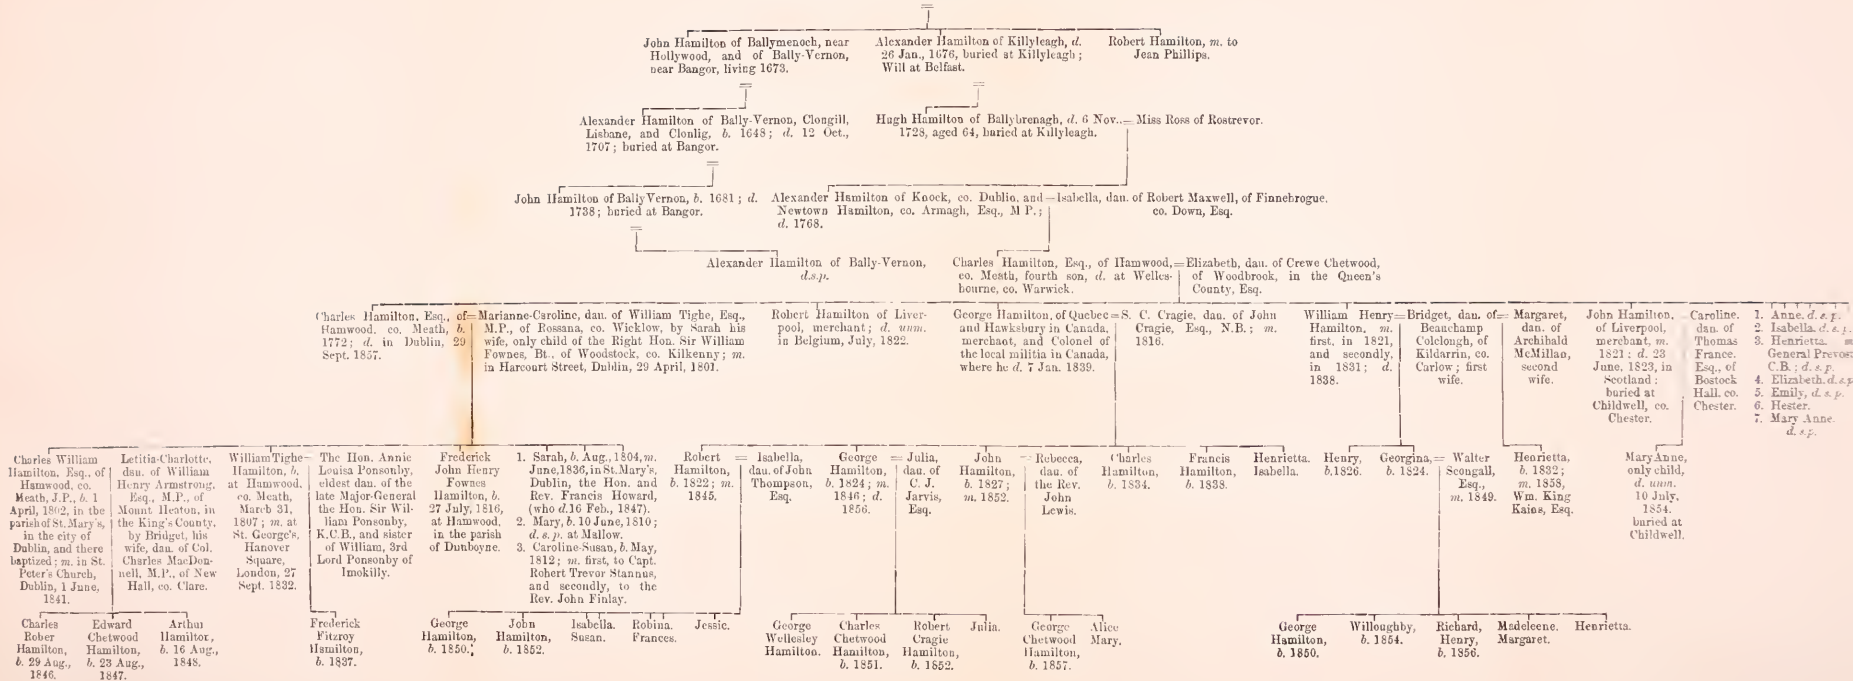 John Hamilton of Ballymenoch, near
Hollywood, and of Bally-Vernon,
near Bangor, living 1673.
Alexander Hamilton of Killyleagh, d.
26 Jan., 1676, buried at Killyleagh;
Will at Belfast.
Robert Hamilton, m. to
Jean Phillips.
Alexander Hamilton of Bally-Vernon, Clongill,
Lisbane, and Clonlig, b. 1648; d. 12 Oct.,
1707; buried at Bangor.
Hugh Hamilton of Ballybrenagh, d. 6 Nov.,
1728, aged 64, buried at Killyleagh.
= Miss Ross of Rostrevor.
John Hamilton of Bally Vernon, b. 1681; d.
1738; buried at Bangor.
Alexander Hamilton of Knock, co. Dublin, and
Newtown Hamilton, co. Armagh, Esq., M P.;
d. 1768.
=Isabella, dau. of Robert Maxwell, of Finnebrogue,
co. Down, Esq.
Alexander Hamilton of Bally-Vernon,
d.s.p.
Charles Hamilton, Esq., of Hamwood,
co. Meath, fourth son, d. at Welles-
bourne, co. Warwick.
=Elizabeth, dau. of Crewe Chetwood,
of Woodbrook, in the Queen's
County, Esq.
Charles Hamilton, Esq., of
Hamwood, co. Meath, b.
1772; d. in Dublin, 29
Sept. 1857.
=Marianne-Caroline, dau. of William Tighe, Esq.,
M.P., of Rossana, co. Wicklow, by Sarah his
wife, only child of the Right Hon. Sir William
Fownes, Bt., of Woodstock, co. Kilkenny; m.
in Harcourt Street, Dublin, 29 April, 1801.
Robert Hamilton of Liver-
pool, merchant; d. unm.
in Belgium, July, 1822.
George Hamilton, of Quebec
and Hawksbury in Canada,
merchant, and Colonel of
the local militia in Canada,
where he d. 7 Jan. 1839.
=S. C. Cragie, dau. of John
Cragie, Esq., N.B.; m.
1816.
William Henry
Hamilton, m.
first, in 1821,
and secondly,
in 1831; d.
1838.
=Bridget, dau. of
Beauchamp
Colclough, of
Kildarrin, co.
Carlow; first
wife.
= Margaret,
dau. of
Archibald
McMillan,
second
wife.
John Hamilton,
of Liverpool,
merchant, m.
1821; d. 23
June, 1823, in
Scotland:
buried at
Childwell, co.
Chester.
Caroline.
dau. of
Thomas
France.
Esq., of
Bostock
Hall. co.
Chester.
1. Anne. d. s. p.
2. Isabella. d. s. p.
3. Henrietta. m
General Prevost
C.B.; d. s. p.
4. Elizabeth. d. s. p
5. Emily, d. s. p.
6. Hester.
7. Mary Anne.
d. s.p.
Charles William
Hamilton, Esq., of
Hamwood, co.
Meath, J.P., b. 1
April, 1802, in the
parish of St. Mary's,
in the city of
Dublin, and there
baptized; m. in St.
Peter's Church,
Dublin, 1 June,
1841.
Letitia-Charlotte,
dau. of William
Henry Armstrong.
Esq., M.P., of
Mount Heaton, in
the King's County,
by Bridget, his
wife, dau. of Col.
Charles MacDon-
nell, M.P., of New
Hall, co. Clare.
William Tighe
Hamilton, b.
at Hamwood.
co. Meath,
March 31,
1807; m. at
St. George's,
Hanover
Square,
London, 27
Sept. 1832.
The Hon. Annie
Louisa Ponsonby,
eldest dau. of the
late Major-General
the Hon. Sir Wil-
liam Ponsonby,
K.C.B., and sister
of William, 3rd
Lord Ponsonby of
Imokilly.
Frederick
John Henry
Fownes
Hamilton, b.
27 July, 1816,
at Hamwood,
in the parish
of Dunboyne.
1. Sarah, b. Aug., 1804, m.
June, 1836, in St. Mary's,
Dublin, the Hon. and
Rev. Francis Howard,
(who d. 16 Feb., 1847).
2. Mary, b. 10 June, 1810;
d. s. p. at Mallow.
3. Caroline-Susan, b. May,
1812; m. first, to Capt.
Robert Trevor Stannus,
and secondly, to the
Rev. John Finlay.
Robert
Hamilton,
b. 1822; m.
1845.
= Isabella,
dau. of John
Thompson,
Esq.
George
Hamilton,
b. 1824; m.
1846; d.
1856.
= Julia,
dau. of
C. J.
Jarvis,
Esq.
John
Hamilton,
b. 1827;
m. 1852.
= Rebecca,
dau. of
the Rev.
John
Lewis.
Charles
Hamilton,
b. 1834.
Francis
Hamilton,
b. 1838.
Henrietta.
Isabella.
Henry,
b. 1826.
Georgina,
b. 1824.
= Walter
Scongall,
Esq.,
m. 1849.
Henrietta,
b. 1832;
m. 1858,
Wm. King
Kains, Esq.
Mary Anne,
only child,
d. unm.
10 July,
1854.
buried at
Childwell.
Charles
Rober
Hamilton,
b. 29 Aug.,
1846.
Edward
Chetwood
Hamilton,
b. 23 Aug.,
1847.
Arthur
Hamilton,
b. 16 Aug.,
1848.
Frederick
Fitzroy
Hamilton,
b. 1837.
George
Hamilton,
b. 1850.
John
Hamilton,
b. 1852.
Isabella.
Susan.
Robina.
Frances.
Jessie.
George
Wellesley
Hamilton.
Charles
Chetwood
Hamilton,
b. 1851.
Robert
Cragie
Hamilton,
b. 1852.
Julia.
George
Chetwood
Hamilton,
b. 1857.
Alice
Mary.
George
Hamilton,
b. 1850.
Willoughby,
b. 1854.
Richard,
Henry,
b. 1856.
Madeleene.
Margaret.
Henrietta.